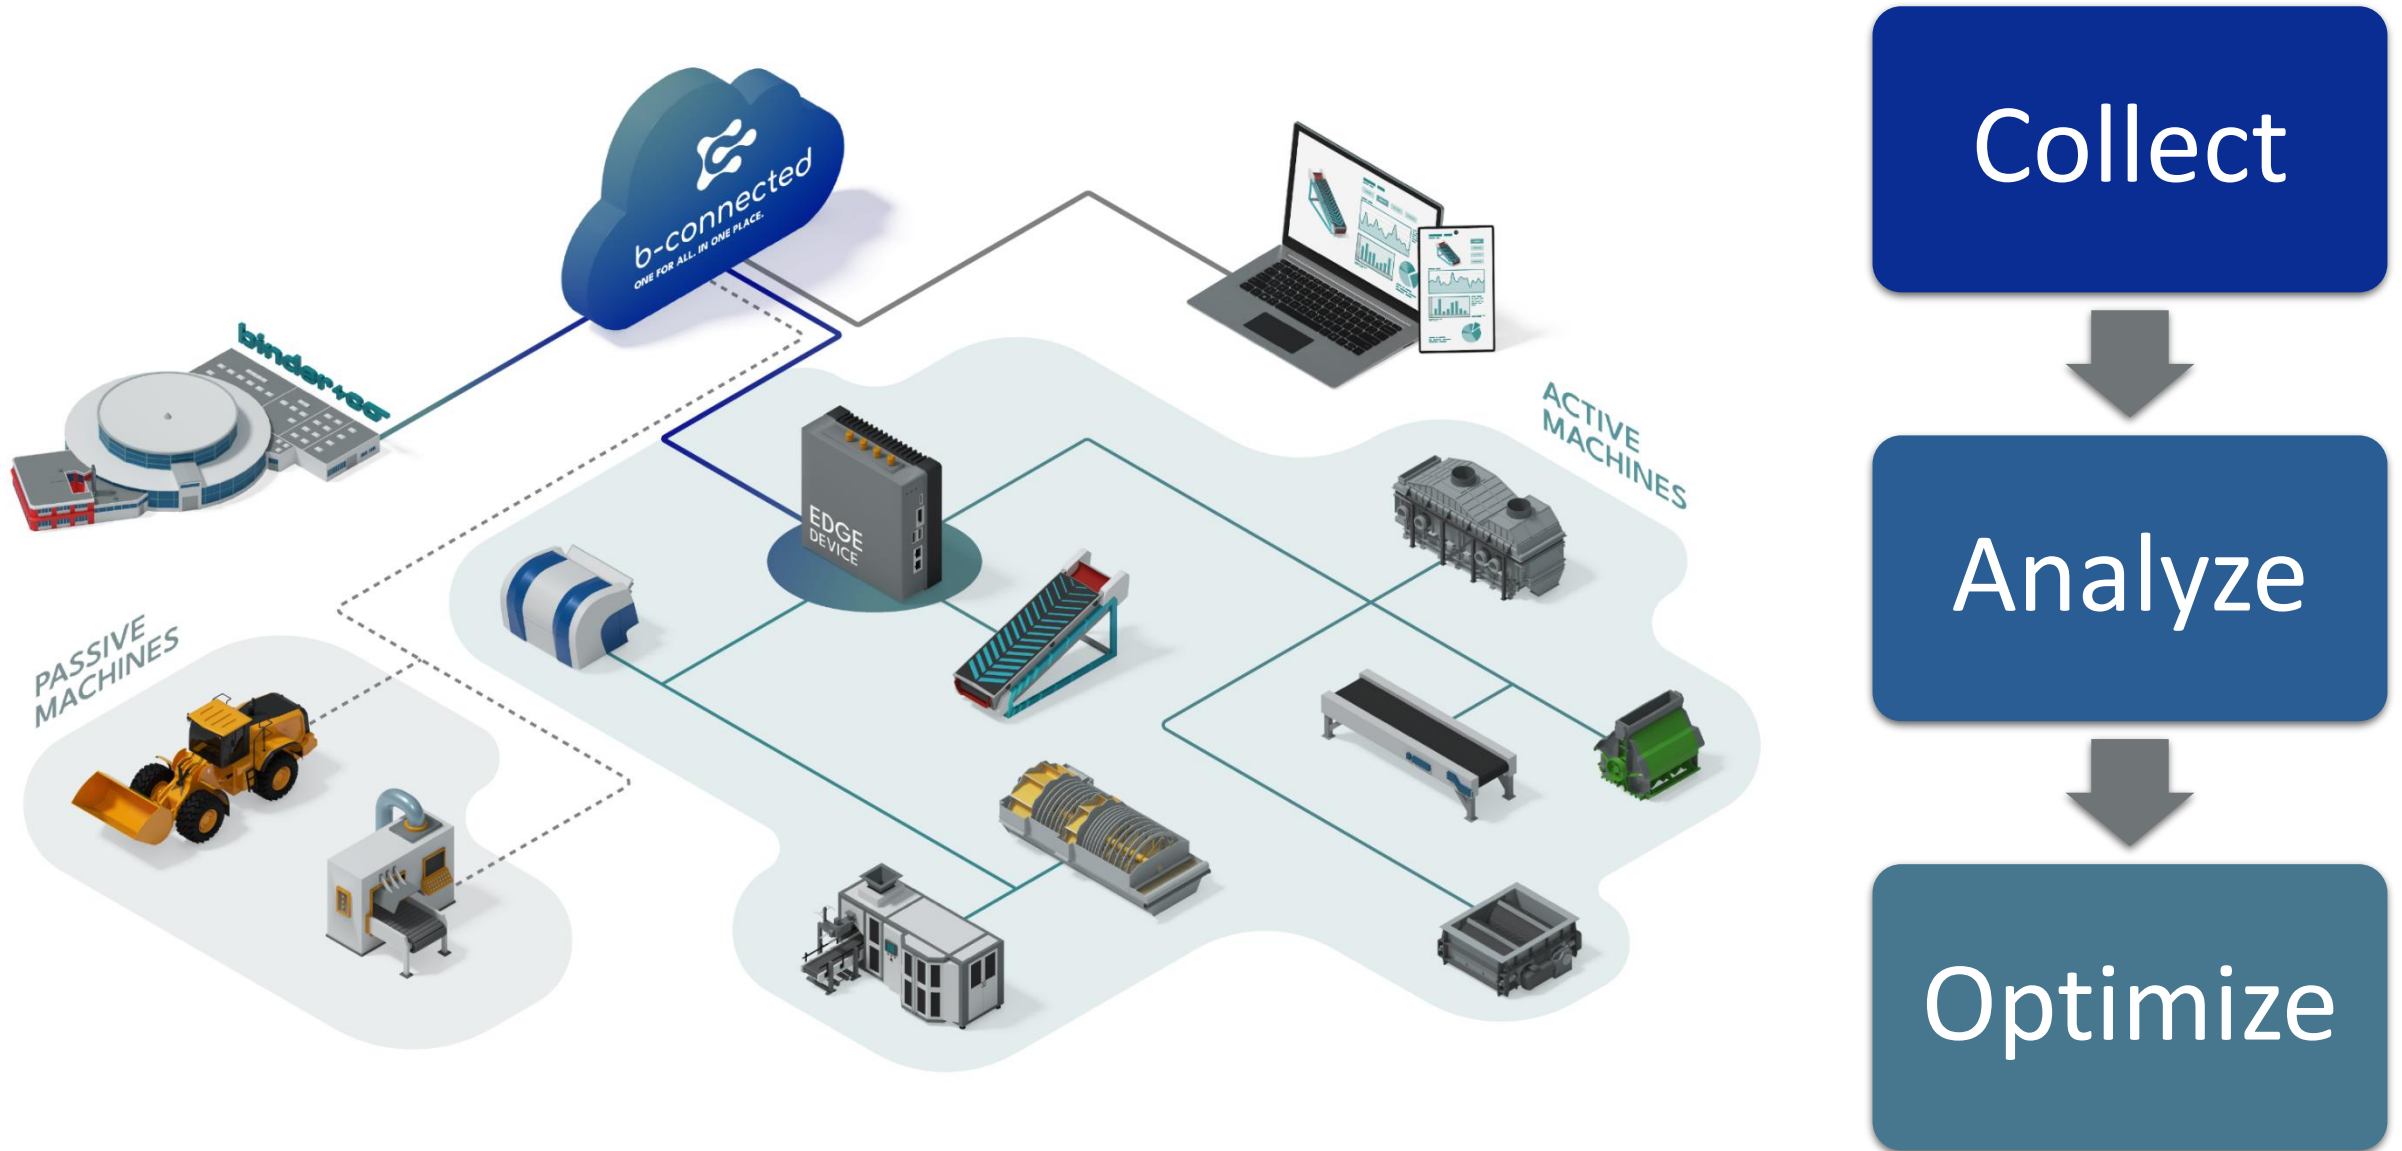 b-connected
ONE FOR ALL. IN ONE PLACE.
binder+co
EDGE
DEVICE
ACTIVE
MACHINES
PASSIVE
MACHINES
Collect
Analyze
Optimize